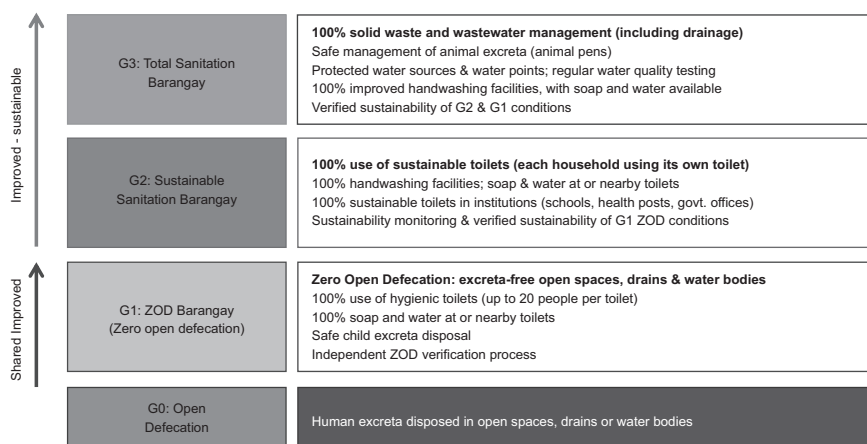 Improved - sustainable
G3: Total Sanitation
Barangay
100% solid waste and wastewater management (including drainage)
Safe management of animal excreta (animal pens)
Protected water sources & water points; regular water quality testing
100% improved handwashing facilities, with soap and water available
Verified sustainability of G2 & G1 conditions
G2: Sustainable
Sanitation Barangay
100% use of sustainable toilets (each household using its own toilet)
100% handwashing facilities; soap & water at or nearby toilets
100% sustainable toilets in institutions (schools, health posts, govt. offices)
Sustainability monitoring & verified sustainability of G1 ZOD conditions
Shared Improved
G1: ZOD Barangay
(Zero open defecation)
Zero Open Defecation: excreta-free open spaces, drains & water bodies
100% use of hygienic toilets (up to 20 people per toilet)
100% soap and water at or nearby toilets
Safe child excreta disposal
Independent ZOD verification process
G0: Open
Defecation
Human excreta disposed in open spaces, drains or water bodies